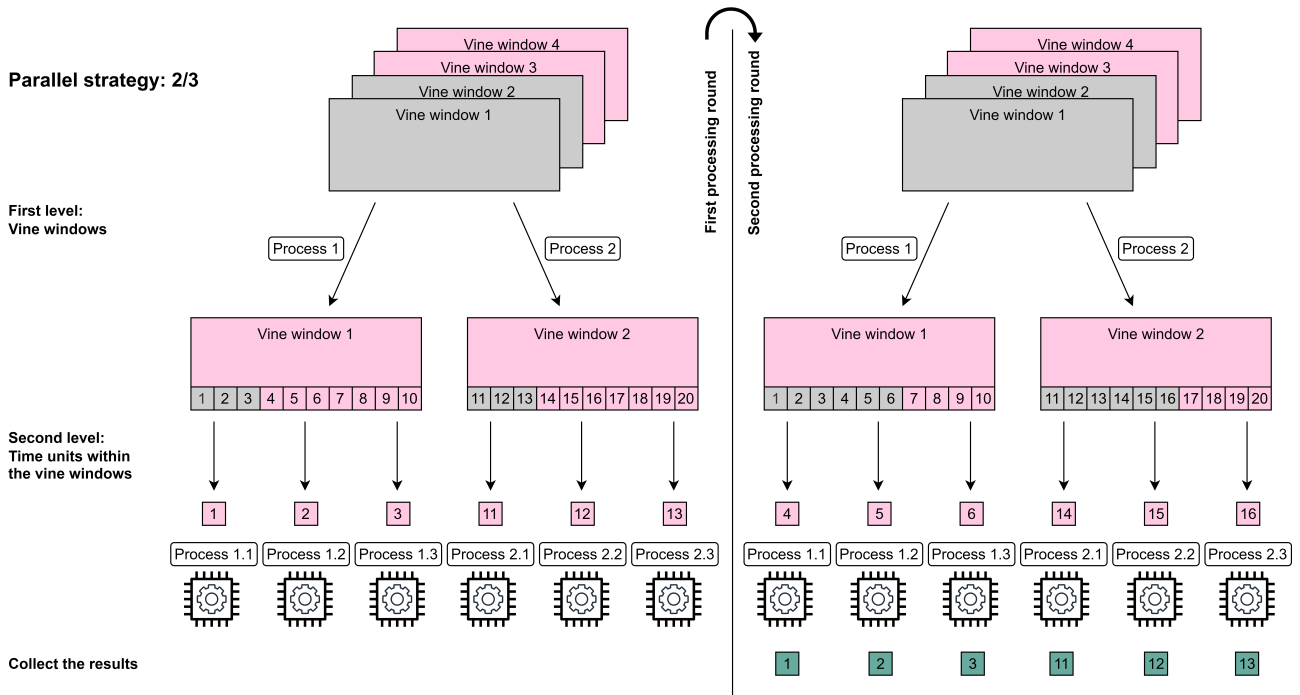 Parallel strategy: 2/3
Vine window 4
Vine window 3
Vine window 2
Vine window 1
First level:
Vine windows
Process 1
Process 2
Vine window 1
1 2 3 4 5 6 7 8 9 10
Vine window 2
11 12 13 14 15 16 17 18 19 20
Second level:
Time units within
the vine windows
1 2 3 11 12 13
Process 1.1 Process 1.2 Process 1.3 Process 2.1 Process 2.2 Process 2.3
Collect the results
First processing round
Second processing round
Vine window 4
Vine window 3
Vine window 2
Vine window 1
Process 1
Process 2
Vine window 1
1 2 3 4 5 6 7 8 9 10
Vine window 2
11 12 13 14 15 16 17 18 19 20
4 5 6 14 15 16
Process 1.1 Process 1.2 Process 1.3 Process 2.1 Process 2.2 Process 2.3
1 2 3 11 12 13